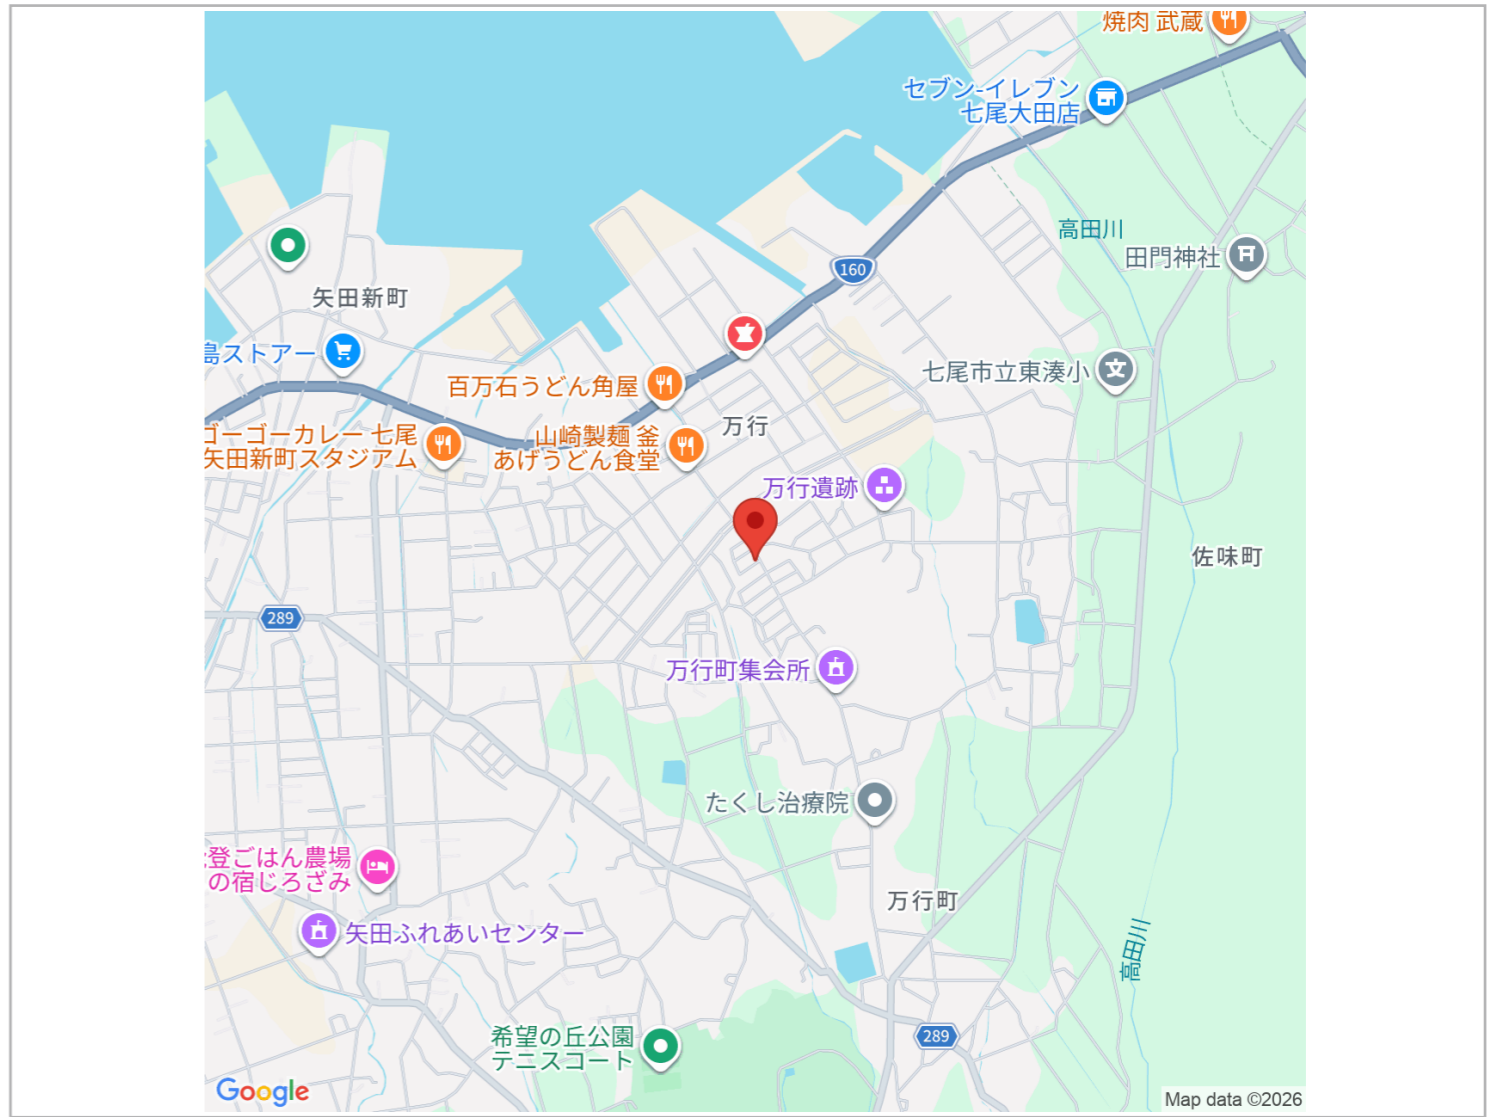 焼肉 武蔵
セブン-イレブン
七尾大田店
高田川
田門神社
矢田新町
160
島ストアー
七尾市立東湊小
百万石うどん角屋
万行
ゴーゴーカレー 七尾
矢田新町スタジアム
山崎製麺 釜
あげうどん食堂
万行遺跡
佐味町
289
万行町集会所
たくし治療院
登ごはん農場
の宿じろざみ
万行町
矢田ふれあいセンター
高田川
希望の丘公園
テニスコート
289
Google
Map data ©2026